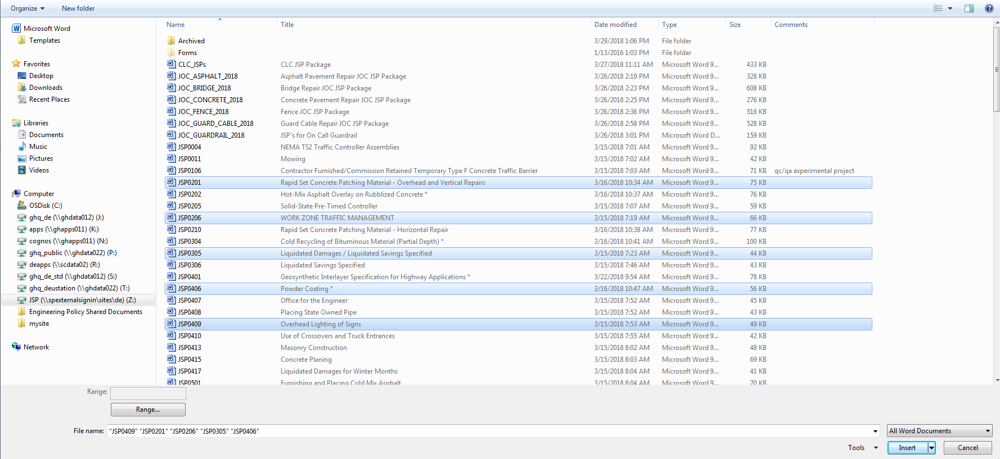 Organize New folder
Microsoft Word
Templates
Favorites
Desktop
Downloads
Recent Places
Libraries
Documents
Music
Pictures
Videos
Computer
OSDisk (C:)
ghq_de (\\ghdata012) (J:)
apps (\\ghapps011) (K:)
cognos (\\ghapps011) (N:)
ghq_public (\\ghdata022) (P:)
deapps (\\scdata02) (R:)
ghq_de_std (\\ghdata012) (S:)
ghq_deustation (\\ghdata022) (T:)
JSP (\\spexternalsignin\sites\de) (Z:)
Engineering Policy Shared Documents
mysite
Network
Name Title Date modified Type Size Comments
Archived 3/29/2018 1:06 PM File folder
Forms 1/13/2016 1:03 PM File folder
CLC_JSPs CLC JSP Package 3/27/2018 11:11 AM Microsoft Word 9... 433 KB
JOC_ASPHALT_2018 Asphalt Pavement Repair JOC JSP Package 3/26/2018 2:19 PM Microsoft Word 9... 328 KB
JOC_BRIDGE_2018 Bridge Repair JOC JSP Package 3/26/2018 2:23 PM Microsoft Word 9... 608 KB
JOC_CONCRETE_2018 Concrete Pavement Repair JOC JSP Package 3/26/2018 2:25 PM Microsoft Word 9... 276 KB
JOC_FENCE_2018 Fence JOC JSP Package 3/26/2018 2:36 PM Microsoft Word 9... 516 KB
JOC_GUARD_CABLE_2018 Guard Cable Repair JOC JSP Package 3/26/2018 2:58 PM Microsoft Word 9... 528 KB
JOC_GUARDRAIL_2018 JSP's for On Call Guardrail 3/26/2018 3:01 PM Microsoft Word D... 159 KB
JSP0004 NEMA TS2 Traffic Controller Assemblies 3/15/2018 7:01 AM Microsoft Word 9... 92 KB
JSP0011 Mowing 3/15/2018 7:02 AM Microsoft Word 9... 42 KB
JSP0106 Contractor Furnished/Commission Retained Temporary Type F Concrete Traffic Barrier 3/15/2018 7:03 AM Microsoft Word 9... 71 KB qc/qa experimental project
JSP0201 Rapid Set Concrete Patching Material - Overhead and Vertical Repairs 3/16/2018 10:34 AM Microsoft Word 9... 75 KB
JSP0202 Hot-Mix Asphalt Overlay on Rubblized Concrete * 3/16/2018 10:37 AM Microsoft Word 9... 76 KB
JSP0205 Solid-State Pre-Timed Controller 3/15/2018 7:07 AM Microsoft Word 9... 59 KB
JSP0206 WORK ZONE TRAFFIC MANAGEMENT 3/15/2018 7:19 AM Microsoft Word 9... 66 KB
JSP0210 Rapid Set Concrete Patching Material - Horizontal Repair 3/16/2018 10:38 AM Microsoft Word 9... 77 KB
JSP0304 Cold Recycling of Bituminous Material (Partial Depth) * 3/16/2018 10:41 AM Microsoft Word 9... 100 KB
JSP0305 Liquidated Damages / Liquidated Savings Specified 3/15/2018 7:23 AM Microsoft Word 9... 44 KB
JSP0306 Liquidated Savings Specified 3/15/2018 7:46 AM Microsoft Word 9... 43 KB
JSP0401 Geosynthetic Interlayer Specification for Highway Applications * 3/22/2018 9:54 AM Microsoft Word 9... 78 KB
JSP0406 Powder Coating * 3/16/2018 10:47 AM Microsoft Word 9... 56 KB
JSP0407 Office for the Engineer 3/15/2018 7:52 AM Microsoft Word 9... 45 KB
JSP0408 Placing State Owned Pipe 3/15/2018 7:52 AM Microsoft Word 9... 43 KB
JSP0409 Overhead Lighting of Signs 3/15/2018 7:53 AM Microsoft Word 9... 49 KB
JSP0410 Use of Crossovers and Truck Entrances 3/15/2018 7:55 AM Microsoft Word 9... 42 KB
JSP0413 Masonry Construction 3/15/2018 8:02 AM Microsoft Word 9... 48 KB
JSP0415 Concrete Planing 3/15/2018 8:03 AM Microsoft Word 9... 69 KB
JSP0417 Liquidated Damages for Winter Months 3/15/2018 8:04 AM Microsoft Word 9... 41 KB
JSP0501 Furnishing and Placing Cold Mix Asphalt 3/15/2018 8:04 AM Microsoft Word 9... 70 KB
Range:
Range...
File name: "JSP0409" "JSP0201" "JSP0206" "JSP0305" "JSP0406" All Word Documents
Tools Insert Cancel